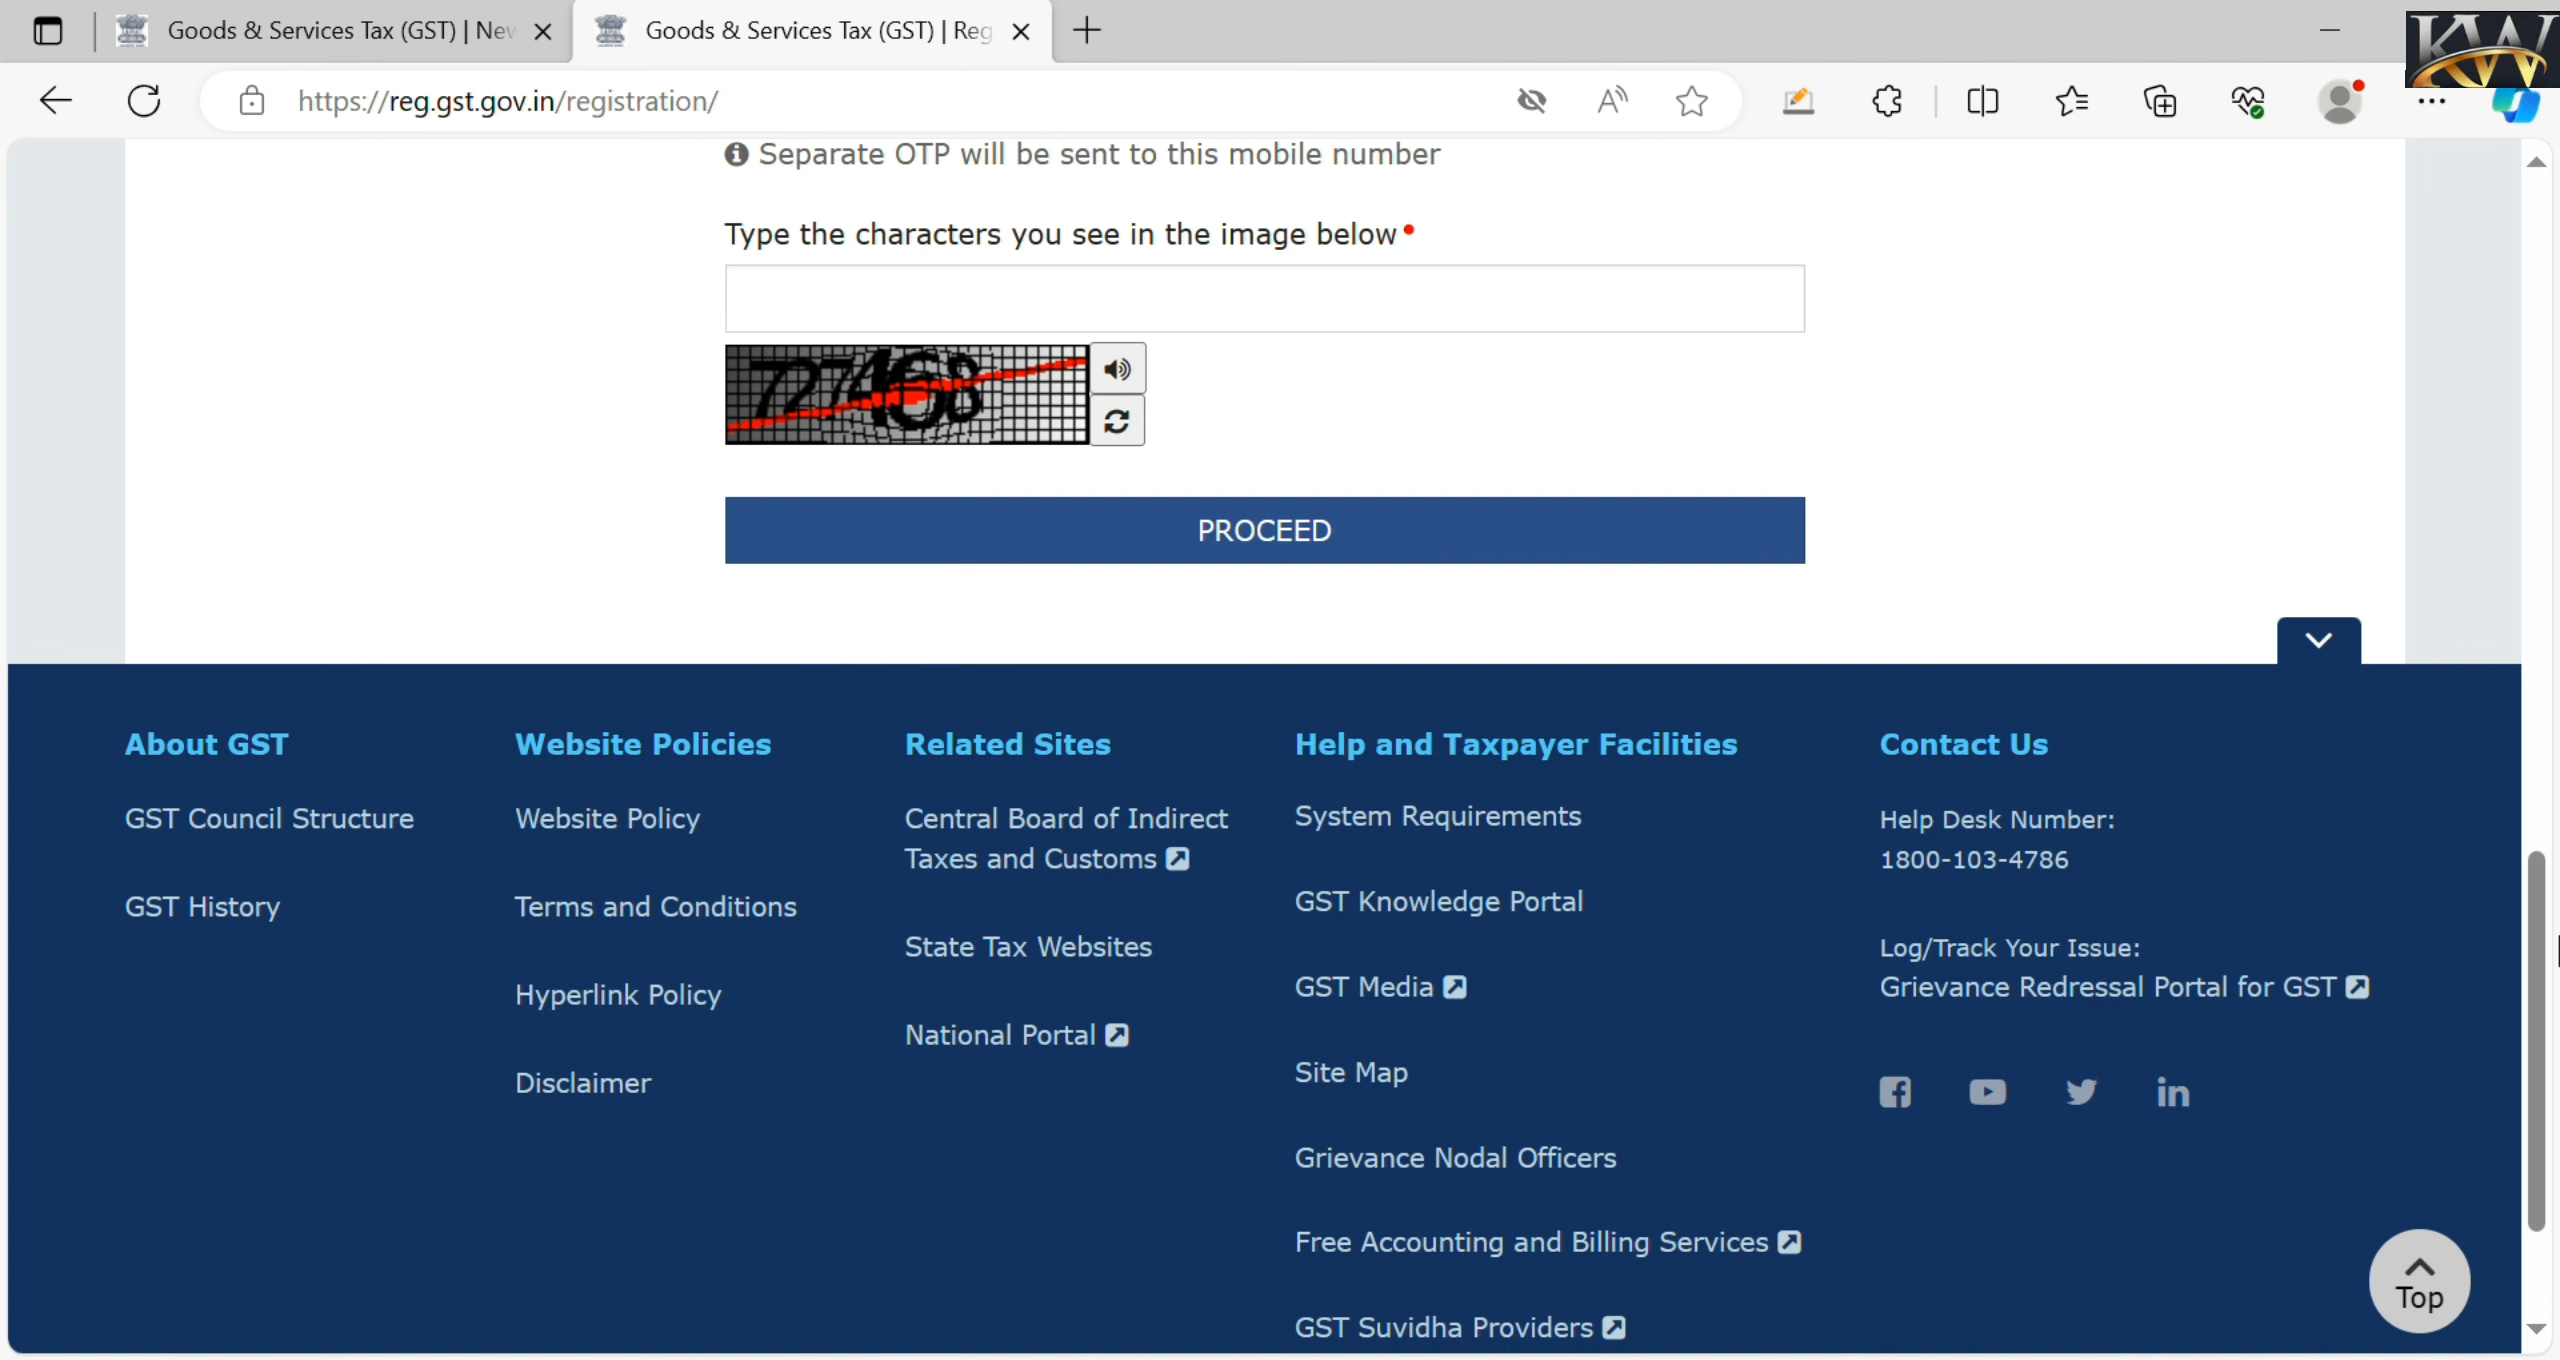 Goods & Services Tax (GST) | Nev
Goods & Services Tax (GST) | Reg
KW
https://reg.gst.gov.in/registration/
Separate OTP will be sent to this mobile number
Type the characters you see in the image below
PROCEED
About GST
GST Council Structure
GST History
Website Policies
Website Policy
Terms and Conditions
Hyperlink Policy
Disclaimer
Related Sites
Central Board of Indirect
Taxes and Customs
State Tax Websites
National Portal
Help and Taxpayer Facilities
System Requirements
GST Knowledge Portal
GST Media
Site Map
Grievance Nodal Officers
Free Accounting and Billing Services
GST Suvidha Providers
Contact Us
Help Desk Number:
1800-103-4786
Log/Track Your Issue:
Grievance Redressal Portal for GST
Top